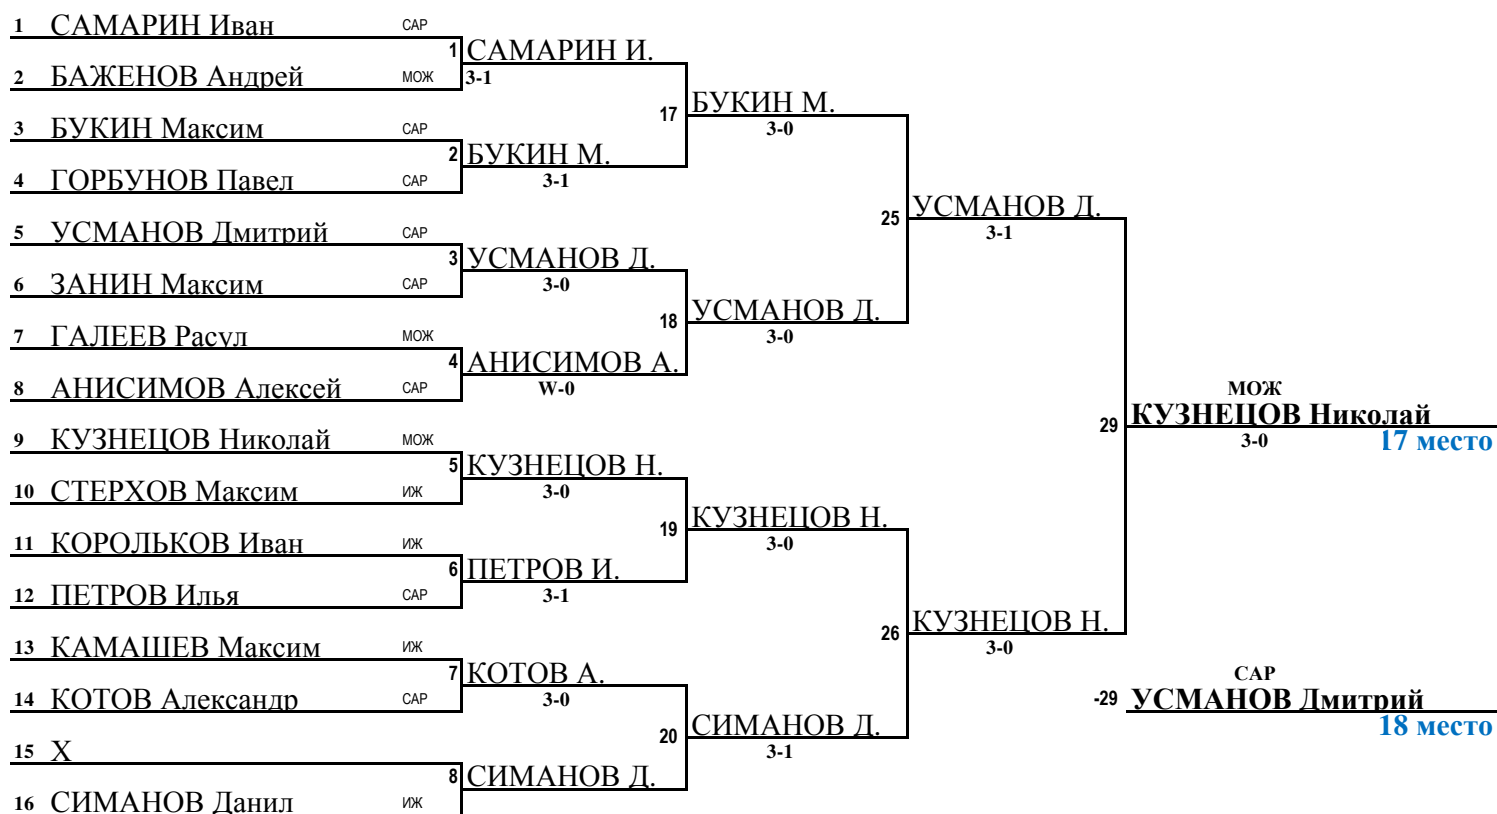 1 САМАРИН Иван САР
1 САМАРИН И.
2 БАЖЕНОВ Андрей МОЖ 3-1
17 БУКИН М.
3 БУКИН Максим САР 3-0
2 БУКИН М.
4 ГОРБУНОВ Павел САР 3-1
25 УСМАНОВ Д.
5 УСМАНОВ Дмитрий САР 3-1
3 УСМАНОВ Д.
6 ЗАНИН Максим САР 3-0
18 УСМАНОВ Д.
7 ГАЛЕЕВ Расул МОЖ 3-0
4 АНИСИМОВ А.
8 АНИСИМОВ Алексей САР W-0 МОЖ
29 КУЗНЕЦОВ Николай
9 КУЗНЕЦОВ Николай МОЖ 3-0 17 место
5 КУЗНЕЦОВ Н.
10 СТЕРХОВ Максим ИЖ 3-0
19 КУЗНЕЦОВ Н.
11 КОРОЛЬКОВ Иван ИЖ 3-0
6 ПЕТРОВ И.
12 ПЕТРОВ Илья САР 3-1
26 КУЗНЕЦОВ Н.
13 КАМАШЕВ Максим ИЖ 3-0
7 КОТОВ А. САР
14 КОТОВ Александр САР 3-0 -29 УСМАНОВ Дмитрий
20 СИМАНОВ Д. 18 место
15 X 3-1
8 СИМАНОВ Д.
16 СИМАНОВ Данил ИЖ